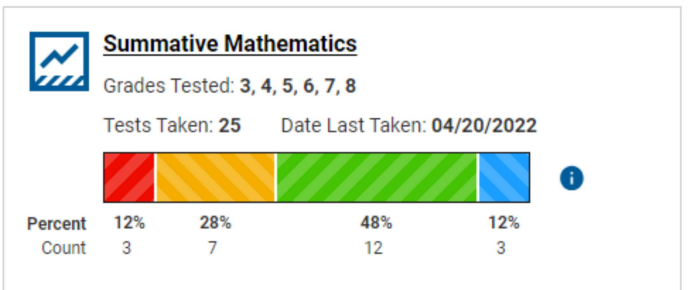 Summative Mathematics
Grades Tested: 3, 4, 5, 6, 7, 8
Tests Taken: 25 Date Last Taken: 04/20/2022
i
Percent 12% 28% 48% 12%
Count 3 7 12 3